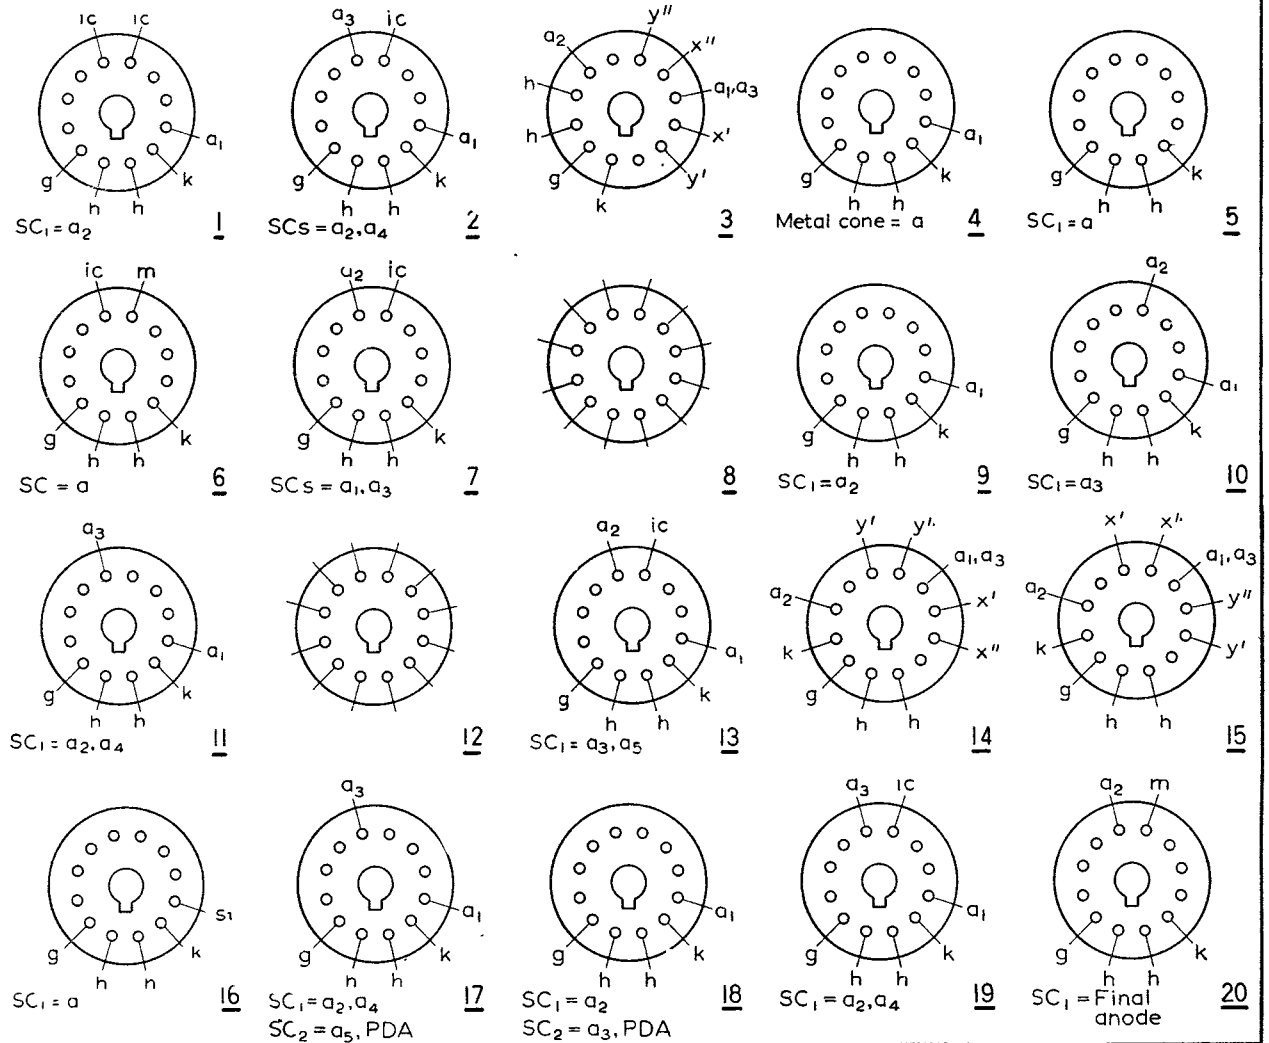 ic ic
a₁
k
h h
g
SC₁ = a₂
1
a₃ ic
a₁
k
h h
g
SCs = a₂, a₄
2
y'' x''
a₂
a₁, a₃
h
x'
h
y'
g
k
3
a₁
k
h h
g
Metal cone = a
4
k
h h
g
SC₁ = a
5
ic m
k
h h
g
SC = a
6
a₂ ic
k
h h
g
SCs = a₁, a₃
7
8
a₁
k
h h
g
SC₁ = a₂
9
a₂
a₁
k
h h
g
SC₁ = a₃
10
a₃
a₁
k
h h
g
SC₁ = a₂, a₄
11
12
a₂ ic
a₁
k
h h
g
SC₁ = a₃, a₅
13
y' y''
a₁, a₃
a₂
x'
k
x''
g
h h
14
x' x''
a₁, a₃
a₂
y''
k
y'
g
h h
15
s₁
k
h h
g
SC₁ = a
16
a₃
a₁
k
h h
g
SC₁ = a₂, a₄
SC₂ = a₅, PDA
17
a₁
k
h h
g
SC₁ = a₂
SC₂ = a₃, PDA
18
a₃ ic
a₁
k
h h
g
SC₁ = a₂, a₄
19
a₂ m
k
h h
g
SC₁ = Final
anode
20